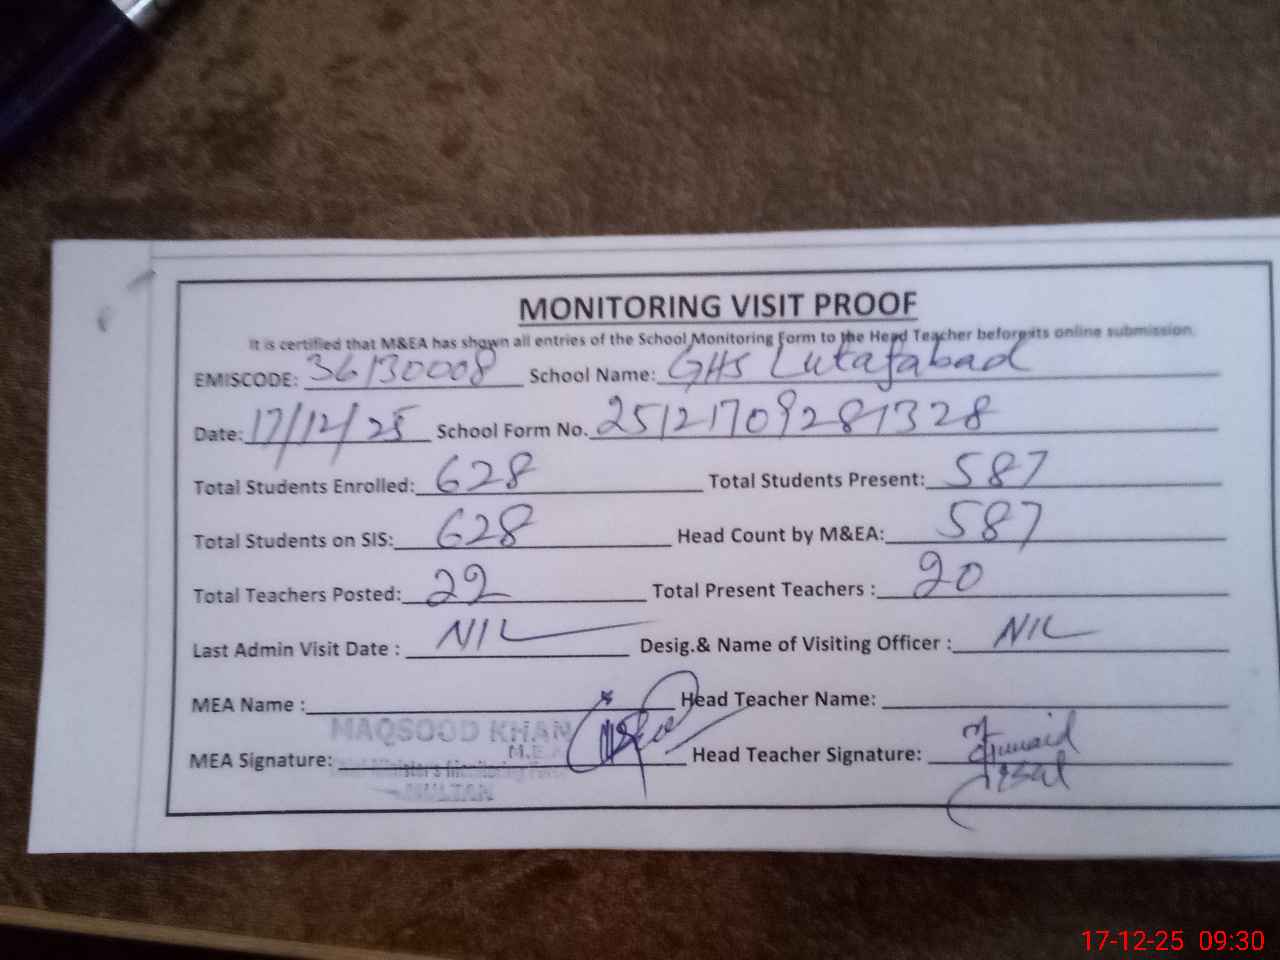 MONITORING VISIT PROOF
It is certified that M&EA has shown all entries of the School Monitoring Form to the Head Teacher before its online submission.
EMISCODE: 36130008 School Name: GHS Lutafabad
Date: 17/12/25 School Form No. 25121709281328
Total Students Enrolled: 628 Total Students Present: 587
Total Students on SIS: 628 Head Count by M&EA: 587
Total Teachers Posted: 22 Total Present Teachers : 20
Last Admin Visit Date : NIL Desig.& Name of Visiting Officer : NIL
MEA Name : Head Teacher Name:
MAQSOOD KHAN
M.E.A
MEA Signature: Head Teacher Signature:
MULTAN
17-12-25 09:30